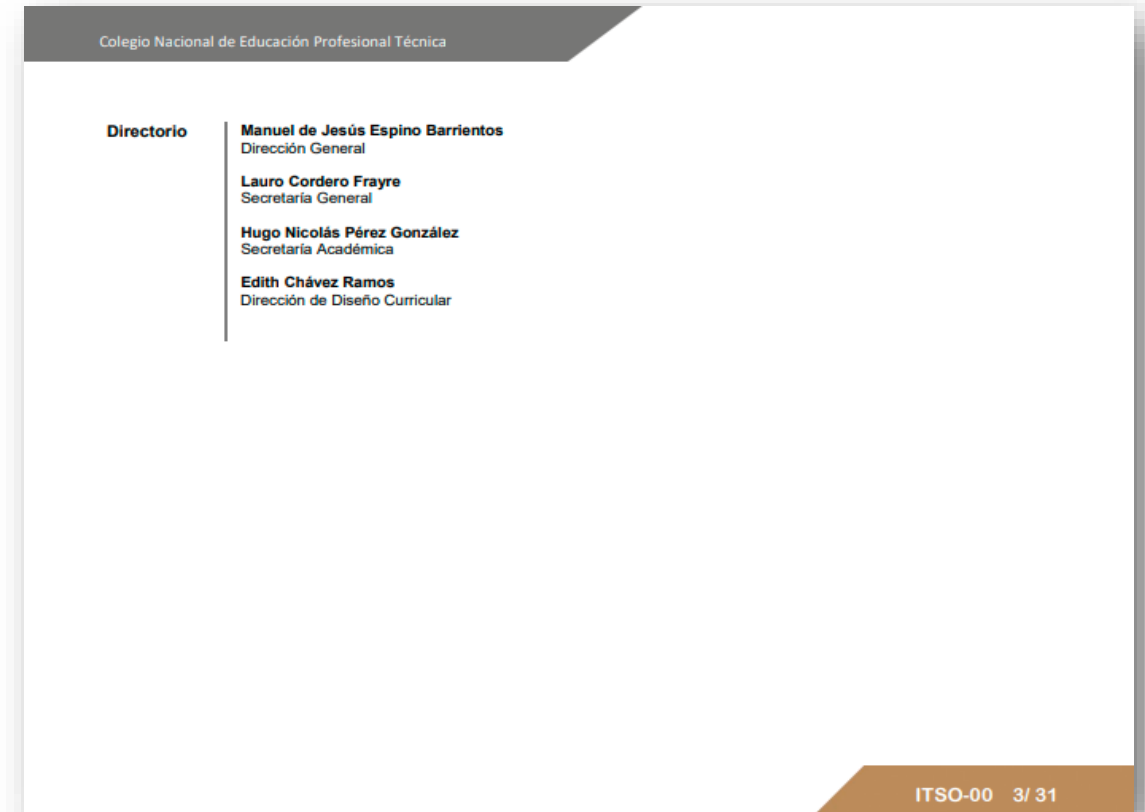 Colegio Nacional de Educación Profesional Técnica
Directorio
Manuel de Jesús Espino Barrientos
Dirección General
Lauro Cordero Frayre
Secretaría General
Hugo Nicolás Pérez González
Secretaría Académica
Edith Chávez Ramos
Dirección de Diseño Curricular
ITSO-00 3/ 31